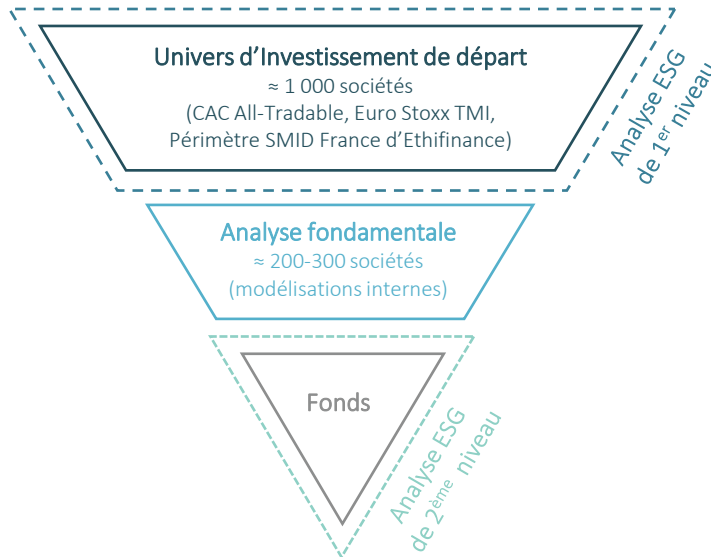 Univers d’Investissement de départ
≈ 1 000 sociétés
(CAC All-Tradable, Euro Stoxx TMI,
Périmètre SMID France d’Ethifinance)
Analyse ESG
de 1er niveau
Analyse fondamentale
≈ 200-300 sociétés
(modélisations internes)
Fonds
Analyse ESG
de 2ème niveau